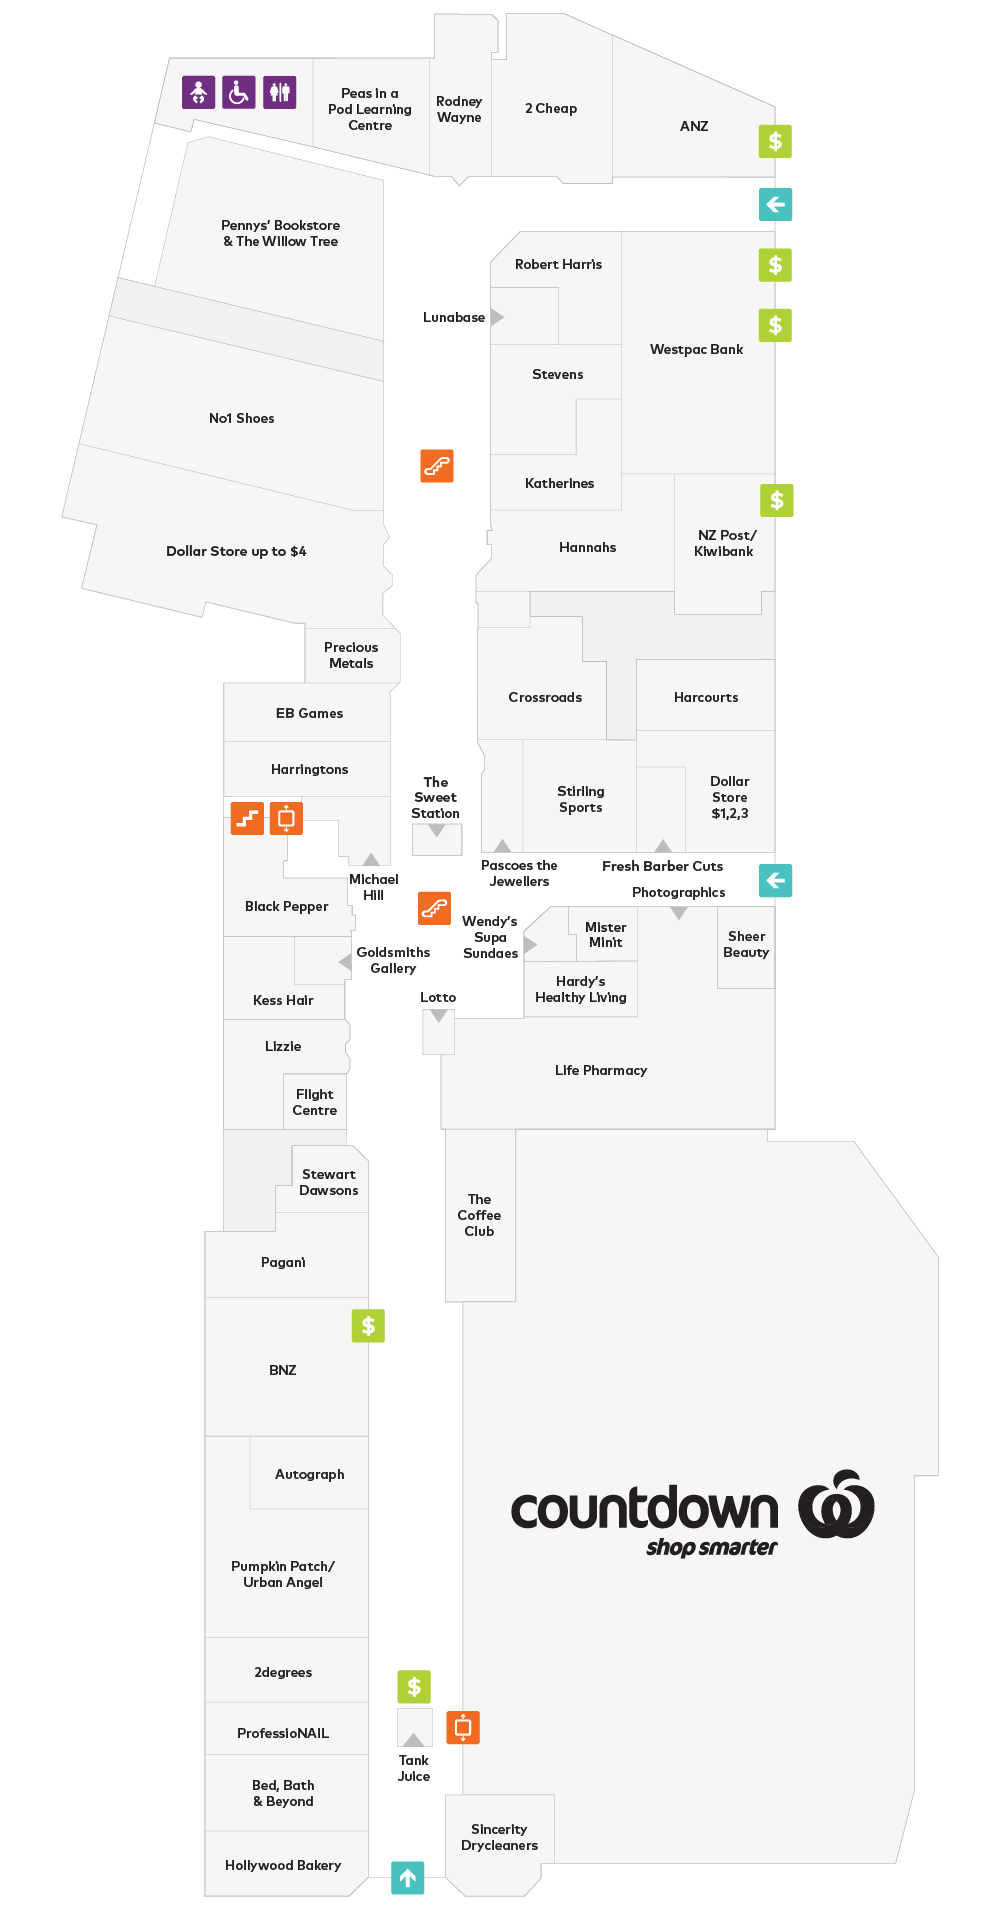 Peas in a
Pod Learning
Centre
Rodney
Wayne
2 Cheap
ANZ
$
Pennys' Bookstore
& The Willow Tree
Robert Harris
$
Lunabase
$
Westpac Bank
Stevens
No1 Shoes
Katherines
$
NZ Post/
Kiwibank
Hannahs
Dollar Store up to $4
Precious
Metals
Crossroads
Harcourts
EB Games
Harringtons
The
Sweet
Station
Stirling
Sports
Dollar
Store
$1,2,3
Michael
Hill
Pascoes the
Jewellers
Fresh Barber Cuts
Photographics
Black Pepper
Wendy's
Supa
Sundaes
Mister
Minit
Sheer
Beauty
Goldsmiths
Gallery
Hardy's
Healthy Living
Kess Hair
Lotto
Lizzie
Life Pharmacy
Flight
Centre
Stewart
Dawsons
The
Coffee
Club
Pagani
$
BNZ
Autograph
countdown
shop smarter
Pumpkin Patch/
Urban Angel
2degrees
$
ProfessioNAIL
Tank
Juice
Bed, Bath
& Beyond
Sincerity
Drycleaners
Hollywood Bakery